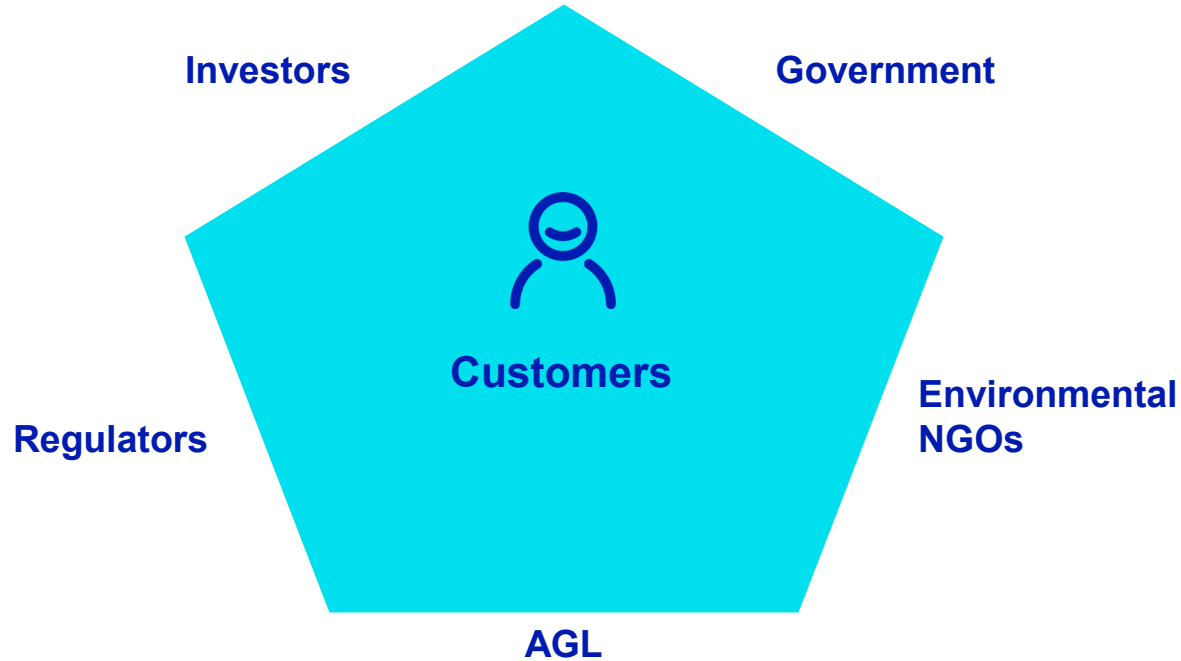 Investors
Government
Customers
Regulators
Environmental
NGOs
AGL